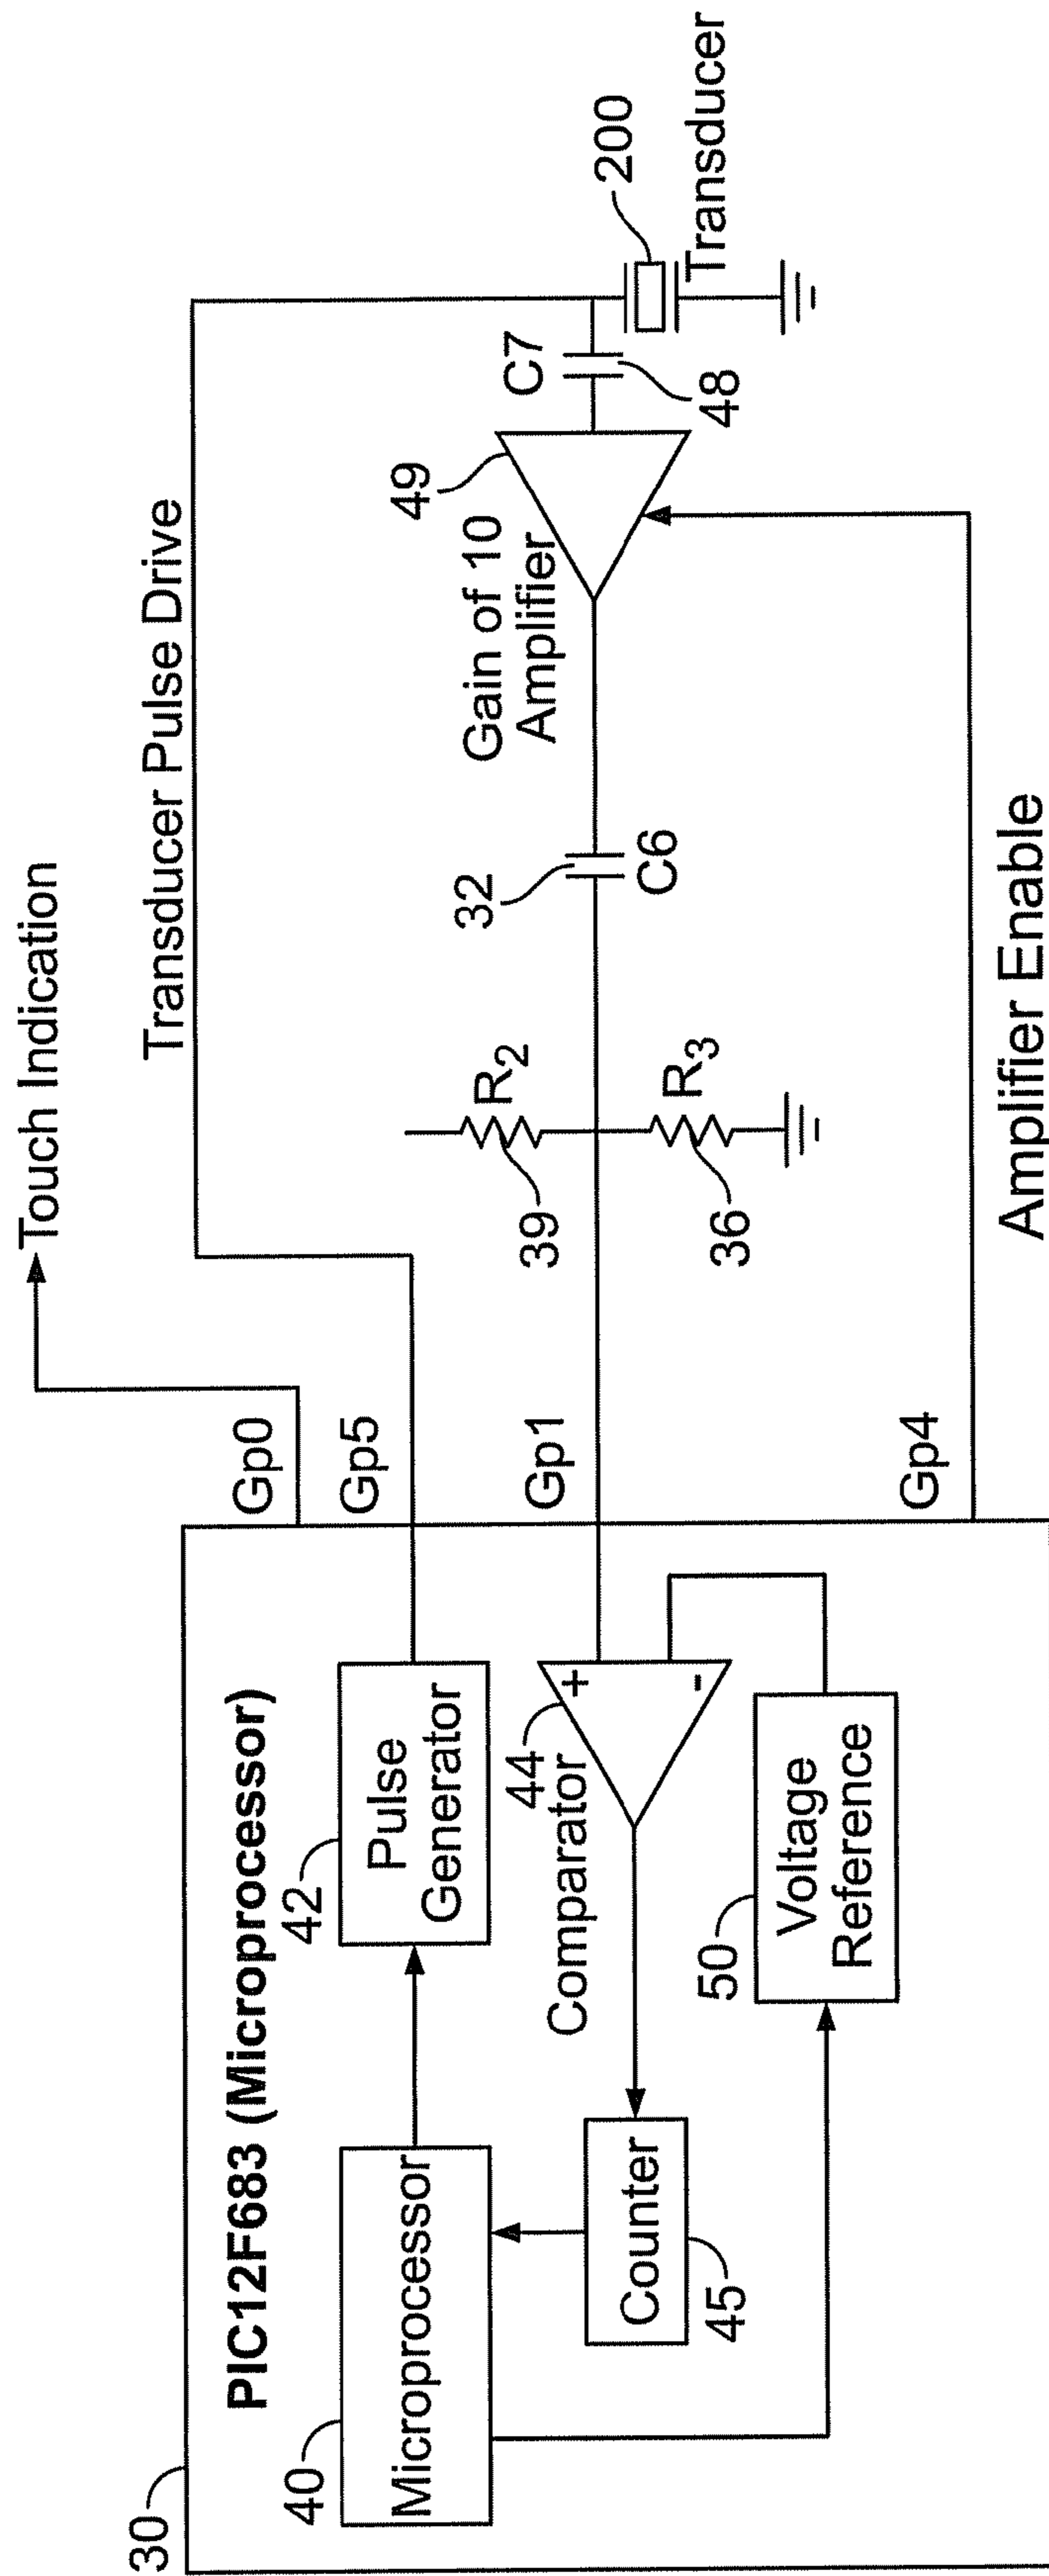 Touch Indication
Transducer Pulse Drive
30
PIC12F683 (Microprocessor)
Gp0
Gp5
Gp1
Gp4
40
Microprocessor
42
Pulse
Generator
44
+
-
Comparator
45
Counter
50
Voltage
Reference
39
R2
36
R3
32
C6
Gain of 10
Amplifier
49
C7
48
200
Transducer
Amplifier Enable